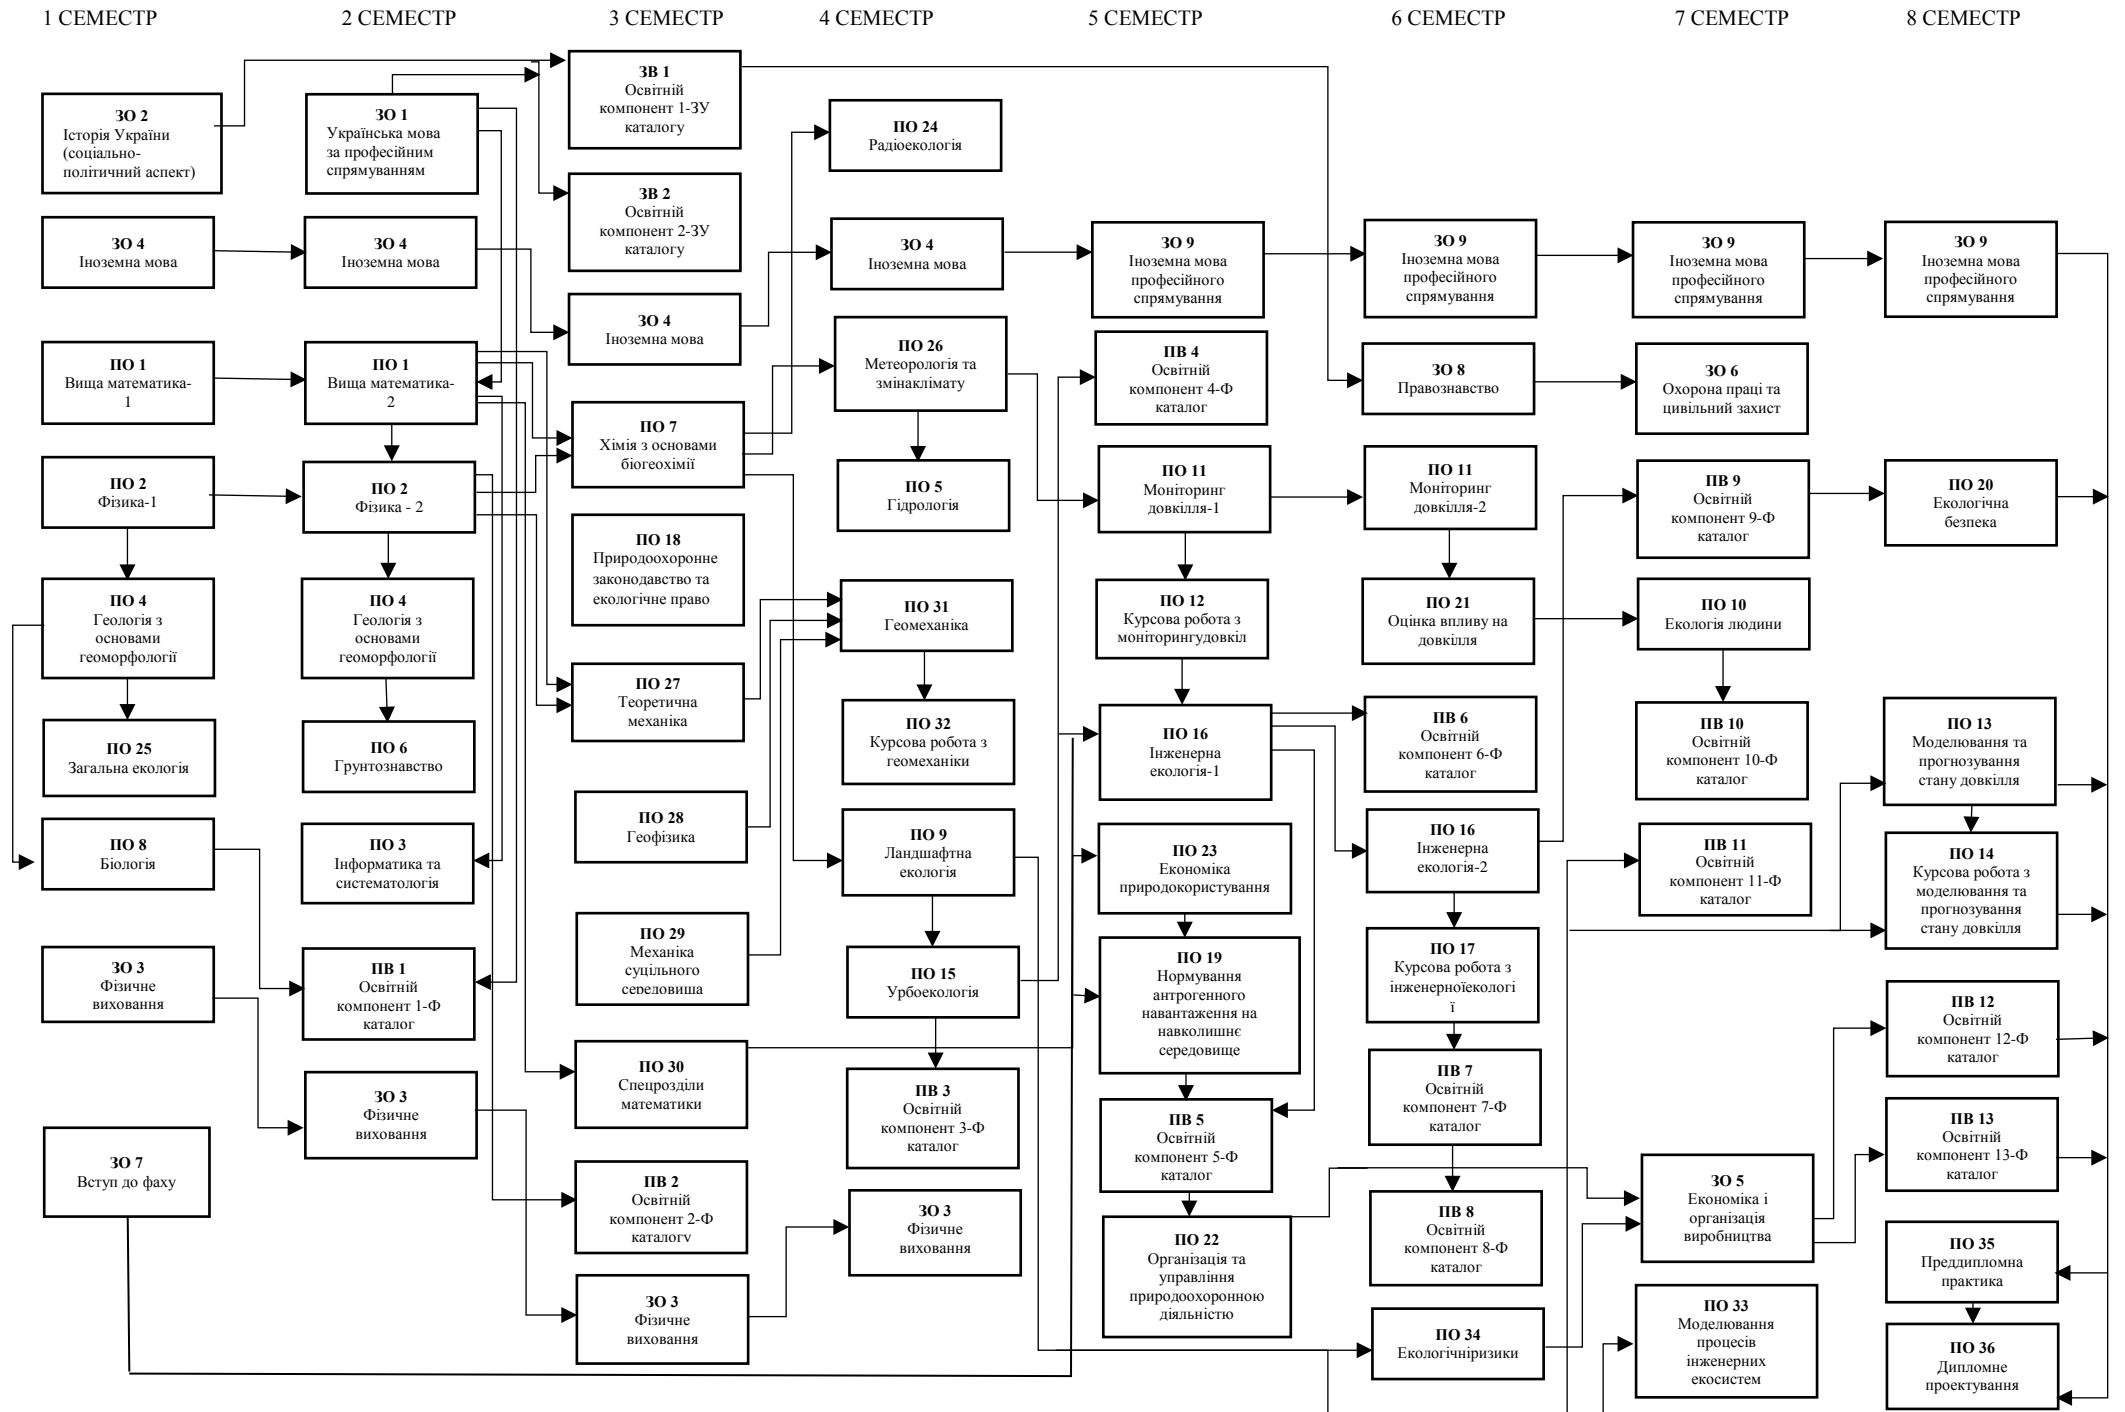 1 СЕМЕСТР
2 СЕМЕСТР
3 СЕМЕСТР
4 СЕМЕСТР
5 СЕМЕСТР
6 СЕМЕСТР
7 СЕМЕСТР
8 СЕМЕСТР
ЗО 2
Історія України
(соціально-
політичний аспект)
ЗО 4
Іноземна мова
ПО 1
Вища математика-
1
ПО 2
Фізика-1
ПО 4
Геологія з
основами
геоморфології
ПО 25
Загальна екологія
ПО 8
Біологія
ЗО 3
Фізичне
виховання
ЗО 7
Вступ до фаху
ЗО 1
Українська мова
за професійним
спрямуванням
ЗО 4
Іноземна мова
ПО 1
Вища математика-
2
ПО 2
Фізика - 2
ПО 4
Геологія з
основами
геоморфології
ПО 6
Грунтознавство
ПО 3
Інформатика та
систематологія
ПВ 1
Освітній
компонент 1-Ф
каталог
ЗО 3
Фізичне
виховання
ЗВ 1
Освітній
компонент 1-ЗУ
каталогу
ЗВ 2
Освітній
компонент 2-ЗУ
каталогу
ЗО 4
Іноземна мова
ПО 7
Хімія з основами
біогеохімії
ПО 18
Природоохоронне
законодавство та
екологічне право
ПО 27
Теоретична
механіка
ПО 28
Геофізика
ПО 29
Механіка
суцільного
середовища
ПО 30
Спецрозділи
математики
ПВ 2
Освітній
компонент 2-Ф
каталогу
ЗО 3
Фізичне
виховання
ПО 24
Радіоекологія
ЗО 4
Іноземна мова
ПО 26
Метеорологія та
змінаклімату
ПО 5
Гідрологія
ПО 31
Геомеханіка
ПО 32
Курсова робота з
геомеханіки
ПО 9
Ландшафтна
екологія
ПО 15
Урбоекологія
ПВ 3
Освітній
компонент 3-Ф
каталог
ЗО 3
Фізичне
виховання
ЗО 9
Іноземна мова
професійного
спрямування
ПВ 4
Освітній
компонент 4-Ф
каталог
ПО 11
Моніторинг
довкілля-1
ПО 12
Курсова робота з
моніторингудовкіл
ПО 16
Інженерна
екологія-1
ПО 23
Економіка
природокористування
ПО 19
Нормування
антрогенного
навантаження на
навколишнє
середовище
ПВ 5
Освітній
компонент 5-Ф
каталог
ПО 22
Організація та
управління
природоохоронною
діяльністю
ЗО 9
Іноземна мова
професійного
спрямування
ЗО 8
Правознавство
ПО 11
Моніторинг
довкілля-2
ПО 21
Оцінка впливу на
довкілля
ПВ 6
Освітній
компонент 6-Ф
каталог
ПО 16
Інженерна
екологія-2
ПО 17
Курсова робота з
інженерноїекологі
ї
ПВ 7
Освітній
компонент 7-Ф
каталог
ПВ 8
Освітній
компонент 8-Ф
каталог
ПО 34
Екологічніризики
ЗО 9
Іноземна мова
професійного
спрямування
ЗО 6
Охорона праці та
цивільний захист
ПВ 9
Освітній
компонент 9-Ф
каталог
ПО 10
Екологія людини
ПВ 10
Освітній
компонент 10-Ф
каталог
ПВ 11
Освітній
компонент 11-Ф
каталог
ЗО 5
Економіка і
організація
виробництва
ПО 33
Моделювання
процесів
інженерних
екосистем
ЗО 9
Іноземна мова
професійного
спрямування
ПО 20
Екологічна
безпека
ПО 13
Моделювання та
прогнозування
стану довкілля
ПО 14
Курсова робота з
моделювання та
прогнозування
стану довкілля
ПВ 12
Освітній
компонент 12-Ф
каталог
ПВ 13
Освітній
компонент 13-Ф
каталог
ПО 35
Преддипломна
практика
ПО 36
Дипломне
проектування